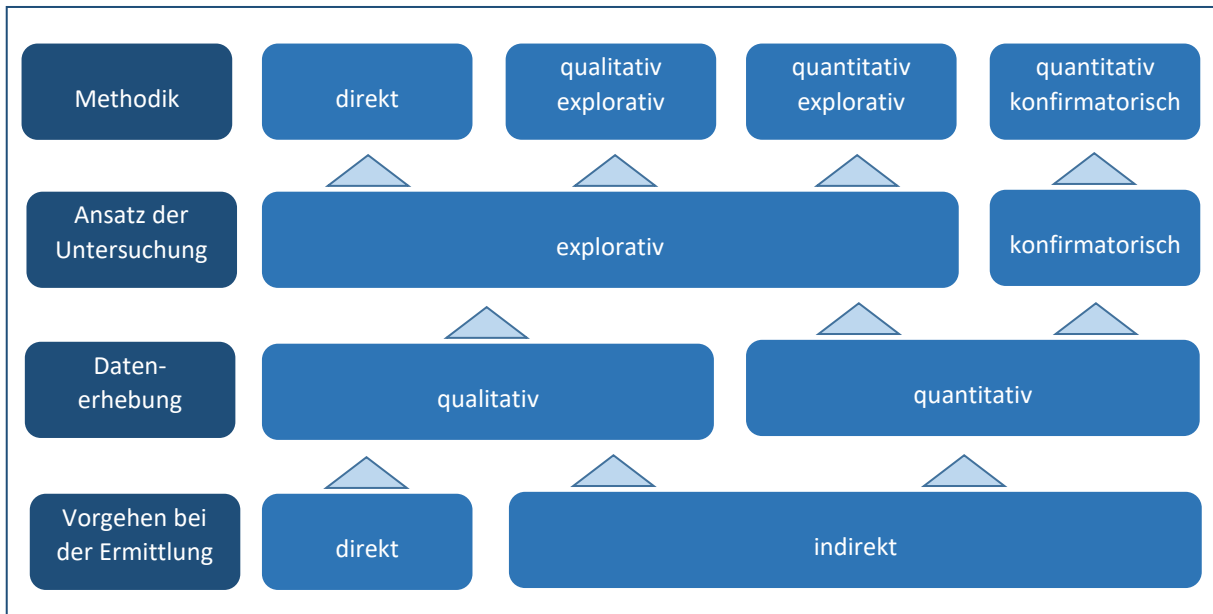 Methodik
direkt
qualitativ
explorativ
quantitativ
explorativ
quantitativ
konfirmatorisch
Ansatz der
Untersuchung
explorativ
konfirmatorisch
Daten-
erhebung
qualitativ
quantitativ
Vorgehen bei
der Ermittlung
direkt
indirekt